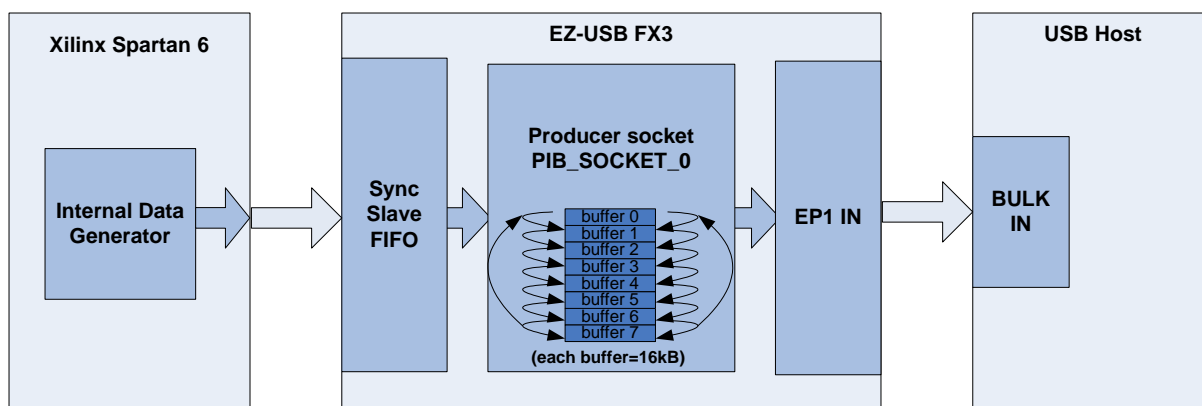 Xilinx Spartan 6
Internal Data
Generator
EZ-USB FX3
Sync
Slave
FIFO
Producer socket
PIB_SOCKET_0
buffer 0
buffer 1
buffer 2
buffer 3
buffer 4
buffer 5
buffer 6
buffer 7
(each buffer=16kB)
EP1 IN
USB Host
BULK
IN